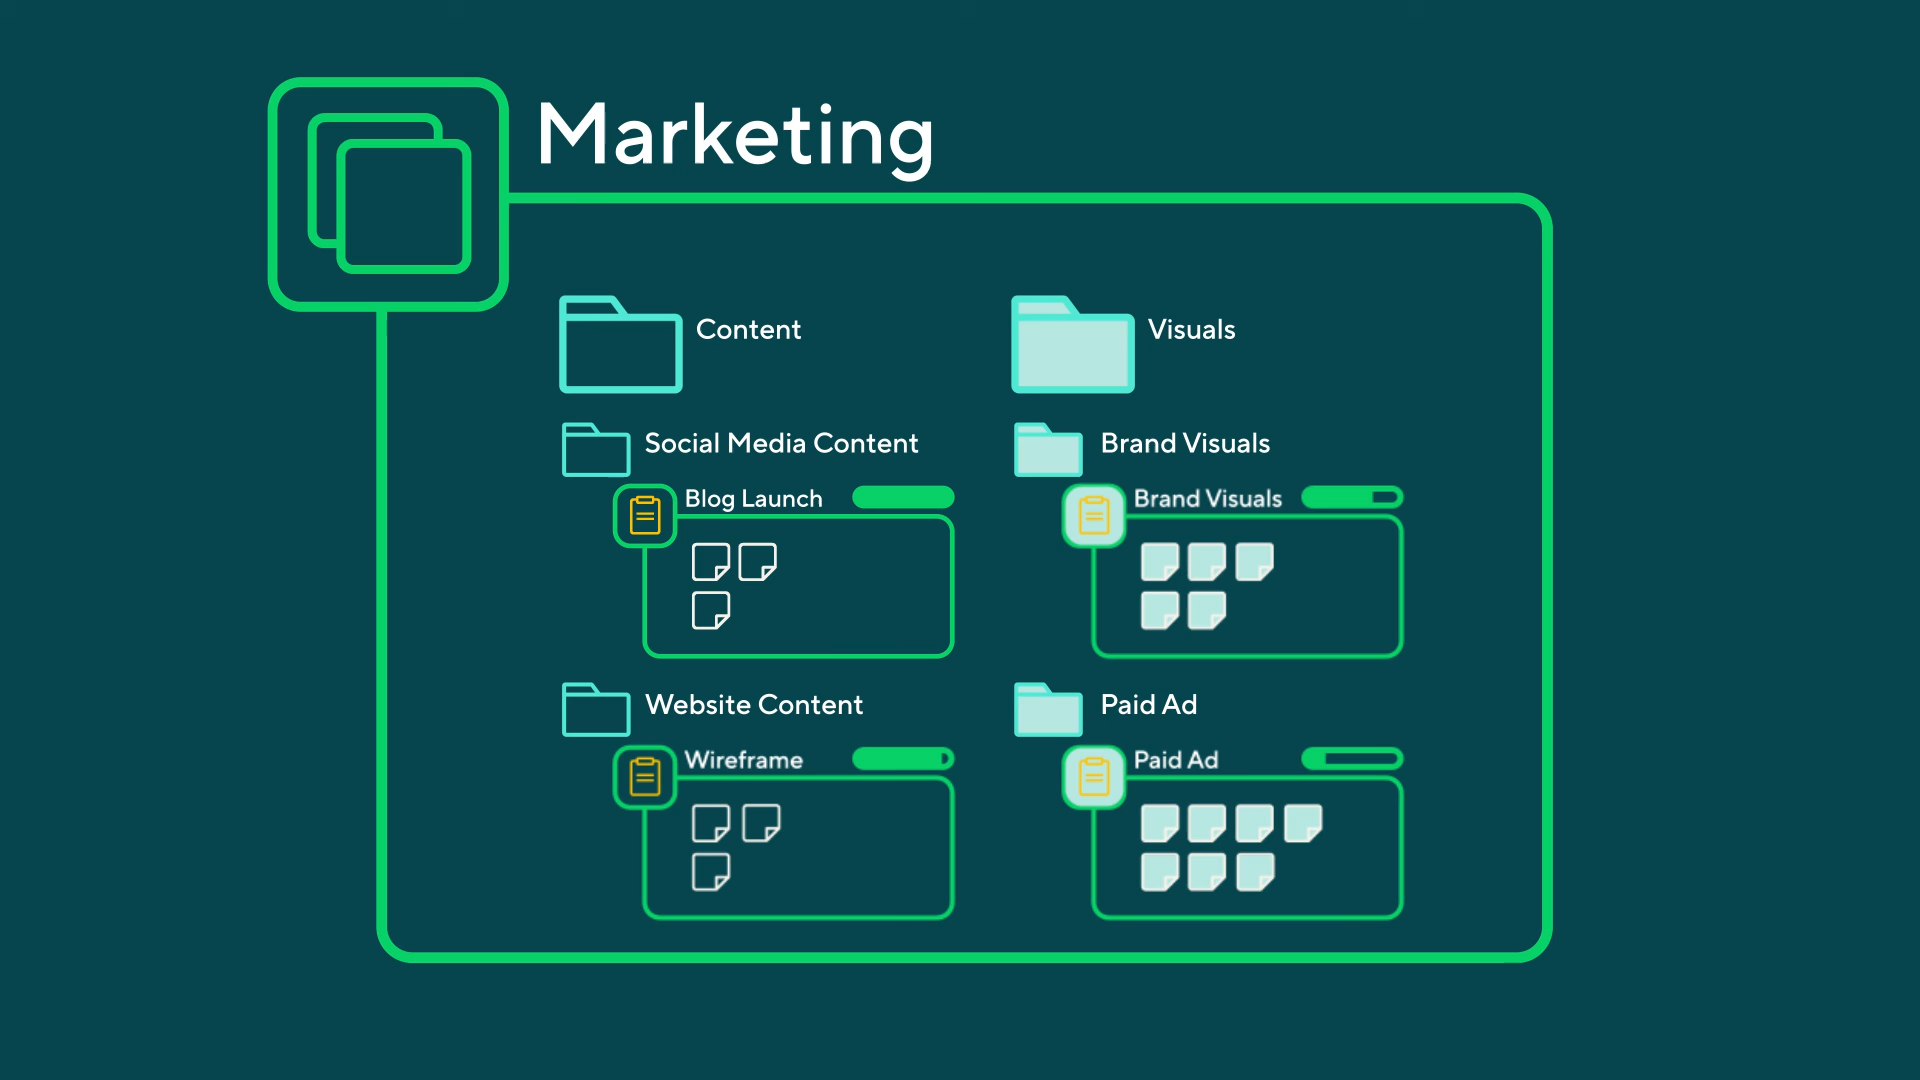 Marketing
Content
Social Media Content
Blog Launch
Website Content
Wireframe
Visuals
Brand Visuals
Brand Visuals
Paid Ad
Paid Ad